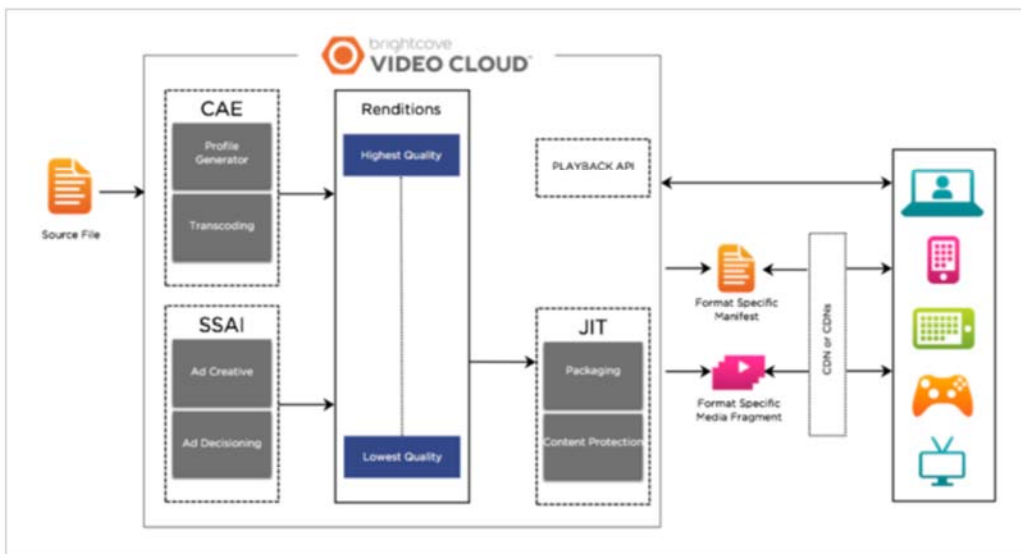 brightcove
VIDEO CLOUD
CAE
Profile
Generator
Transcoding
Source File
SSAI
Ad Creative
Ad Decisioning
Renditions
Highest Quality
Lowest Quality
PLAYBACK API
JIT
Packaging
Content Protection
Format Specific
Manifest
Format Specific
Media Fragment
CDN or CDNs